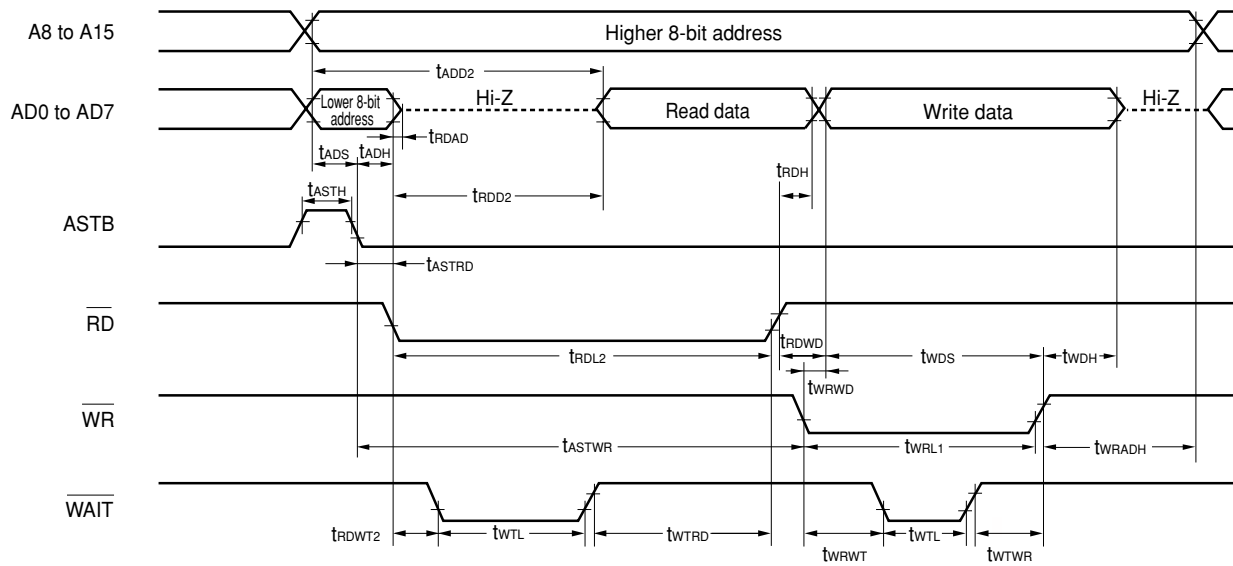 A8 to A15
Higher 8-bit address
tADD2
AD0 to AD7
Lower 8-bit
address
Hi-Z
Read data
Write data
Hi-Z
tRDAD
tADS
tADH
tRDH
tASTH
tRDD2
ASTB
tASTRD
RD
tRDL2
tRDWD
tWDS
tWDH
tWRWD
WR
tASTWR
tWRL1
tWRADH
WAIT
tRDWT2
tWTL
tWTRD
tWRWT
tWTL
tWTWR